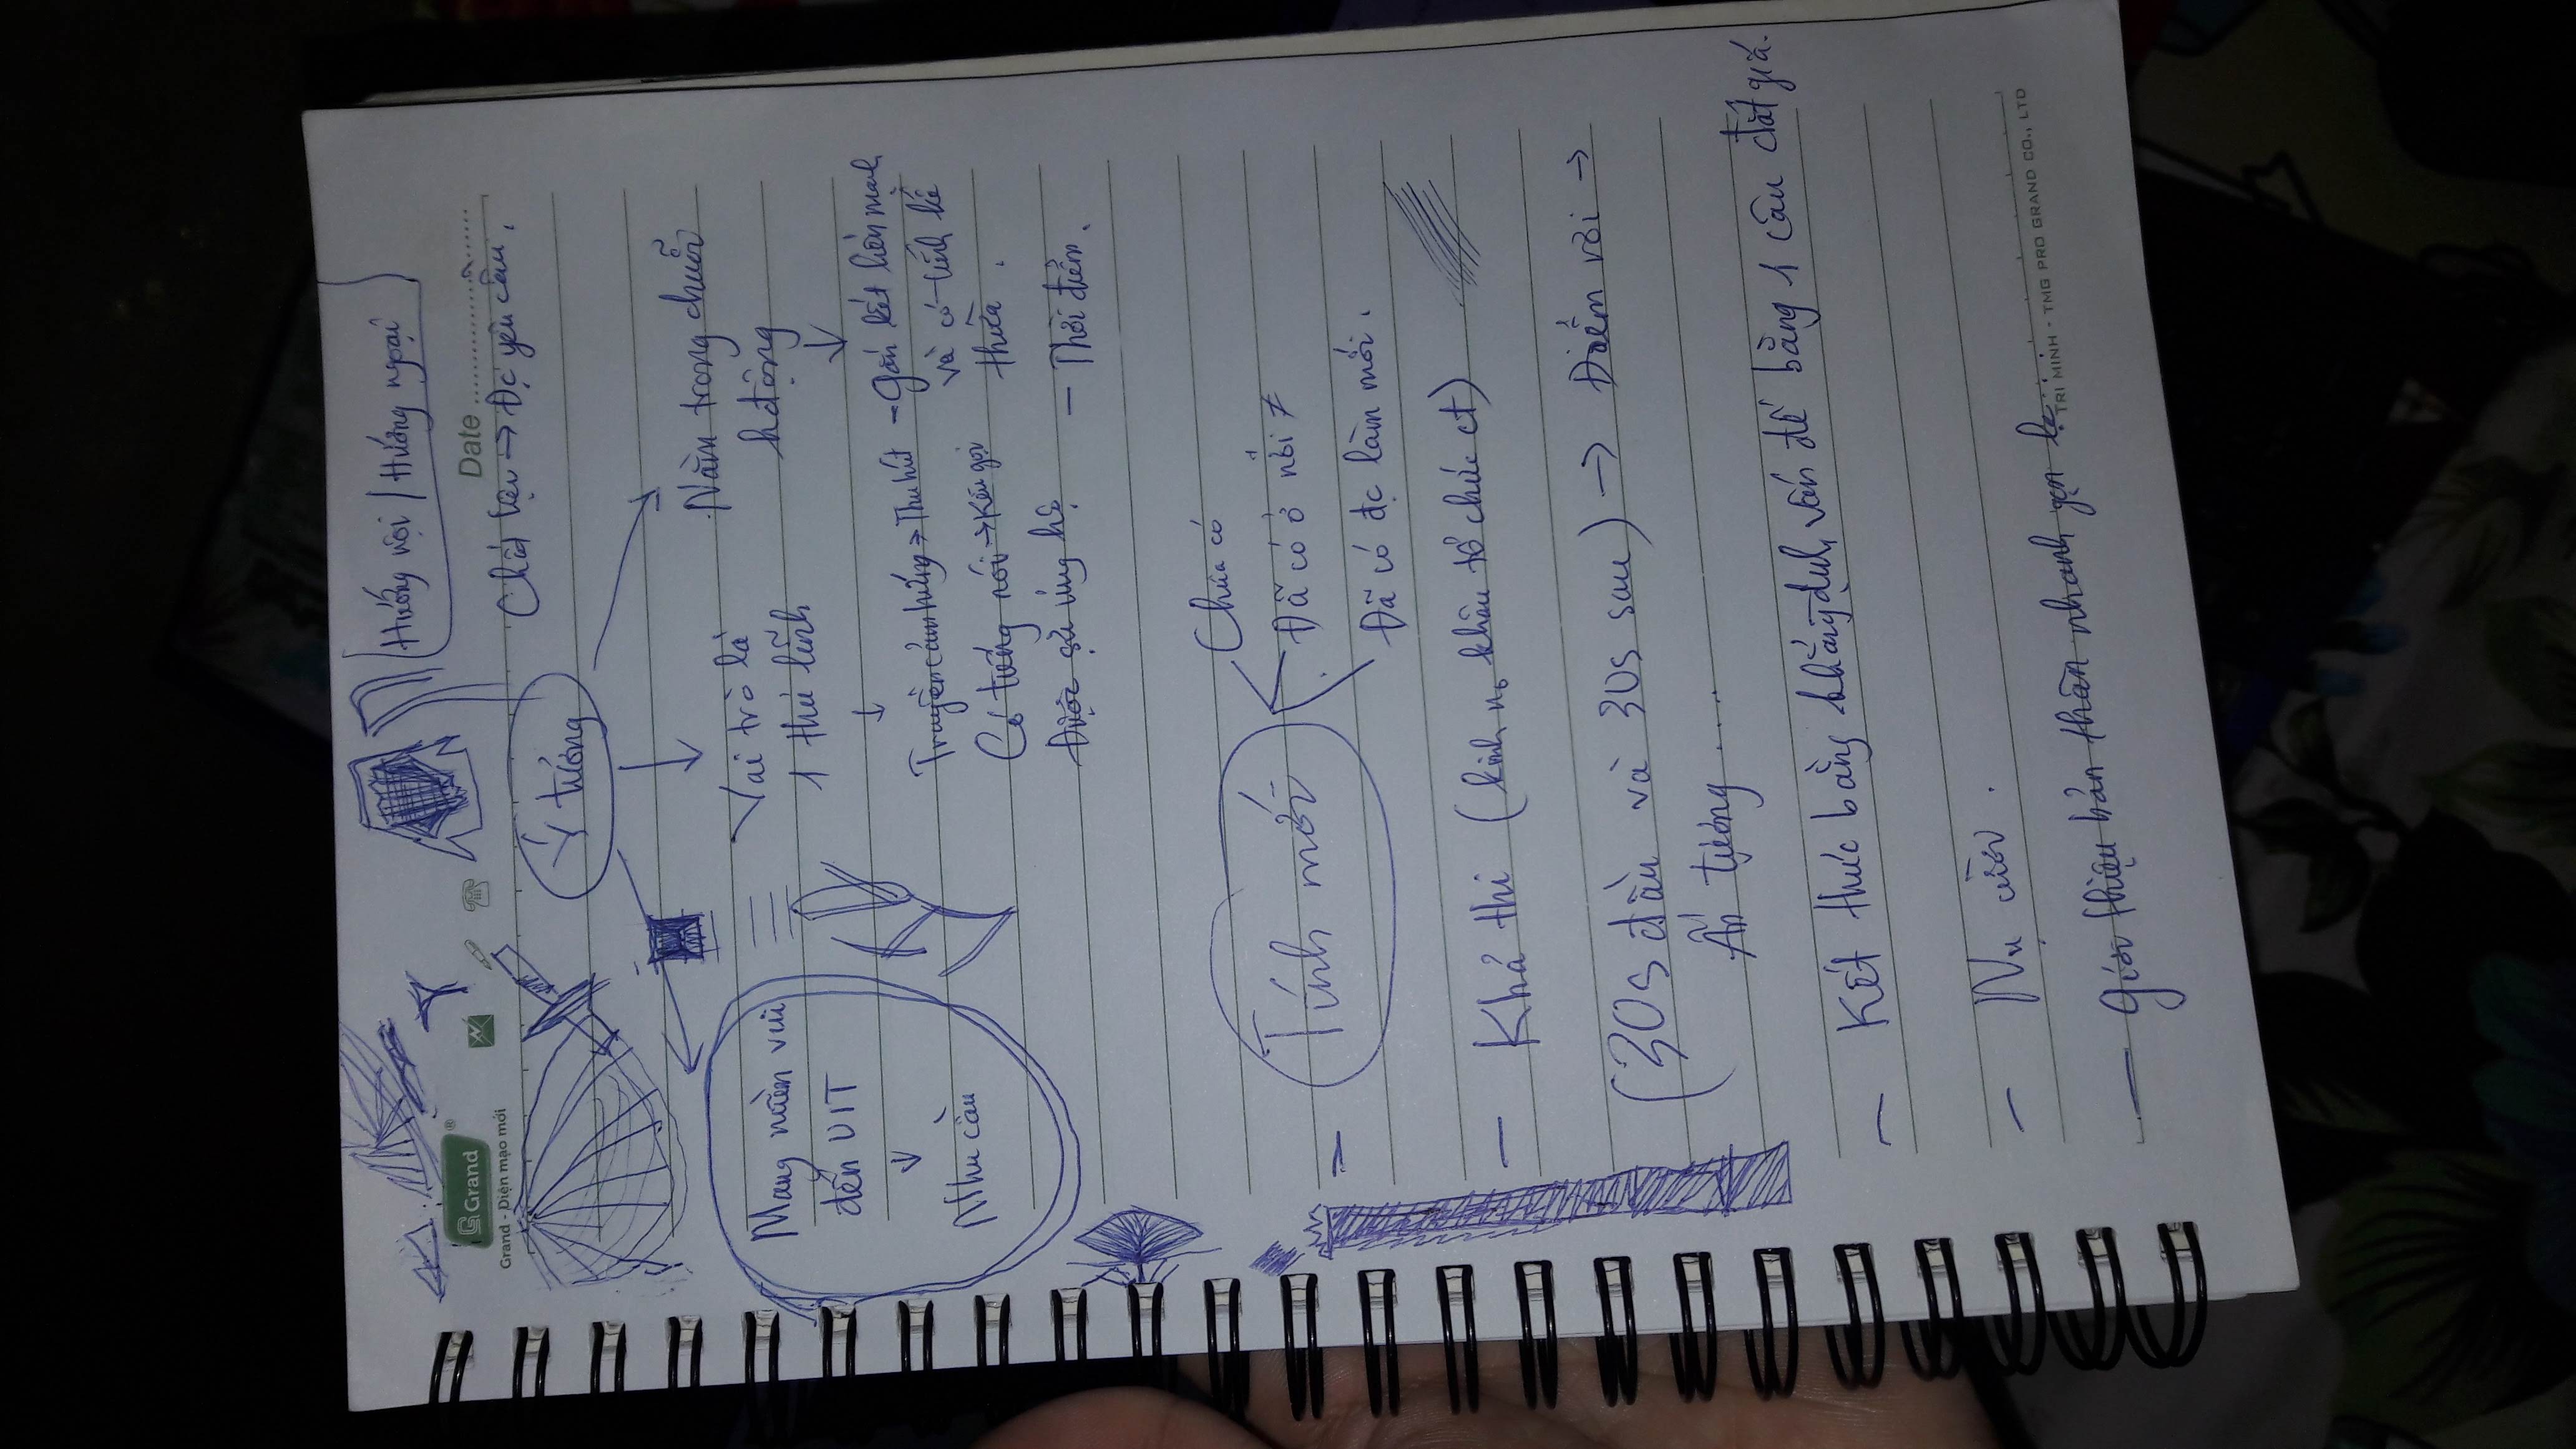 Hướng nội / Hướng ngoại
Grand®
Grand - Diện mạo mới
Date
Chất liệu → Đc yêu cầu.
Ý tưởng
Mang niềm vui
đến UIT
↓
Nhu cầu
Vai trò là
1 thủ lĩnh
↓
Truyền cảm hứng → Thu hút
Có tiếng nói → Kêu gọi
Được sự ủng hộ
Nằm trong chuỗi
hđộng
↓
- Gắn kết liền mạch
và có tính kế
thừa.
- Thời điểm.
- Tính mới
Chưa có
Đã có ở nơi ≠
Đã có đc làm mới.
- Khả thi (kinh no khâu tổ chức ct)
(30s đầu và 30s sau) → Điểm rơi →
Ấn tượng ....
- Kết thúc bằng khẳng định vấn đề bằng 1 câu đắt giá.
- Nụ cười.
- Giới thiệu bản thân nhanh gọn lẹ...
TRI MINH - TMG PRO GRAND CO., LTD